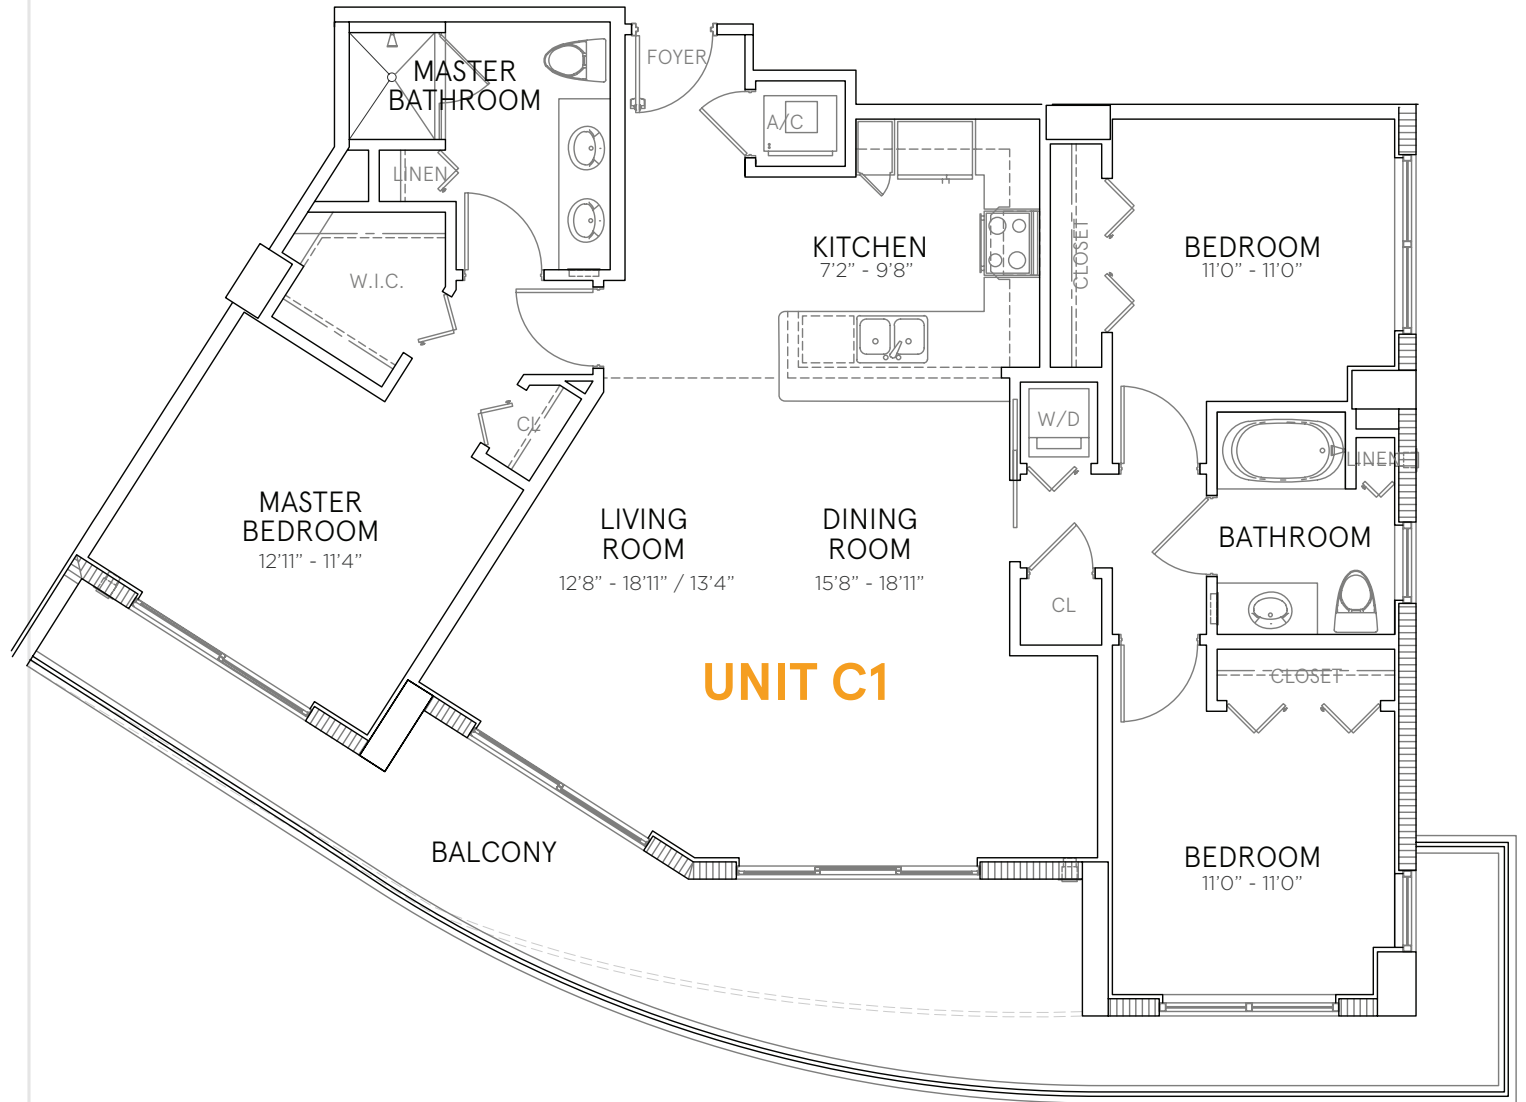 FOYER
MASTER
BATHROOM
A/C
LINEN
KITCHEN
7'2" - 9'8"
CLOSET
BEDROOM
11'0" - 11'0"
W.I.C.
CL
W/D
LINEN
MASTER
BEDROOM
12'11" - 11'4"
LIVING
ROOM
12'8" - 18'11" / 13'4"
DINING
ROOM
15'8" - 18'11"
BATHROOM
CL
UNIT C1
CLOSET
BALCONY
BEDROOM
11'0" - 11'0"